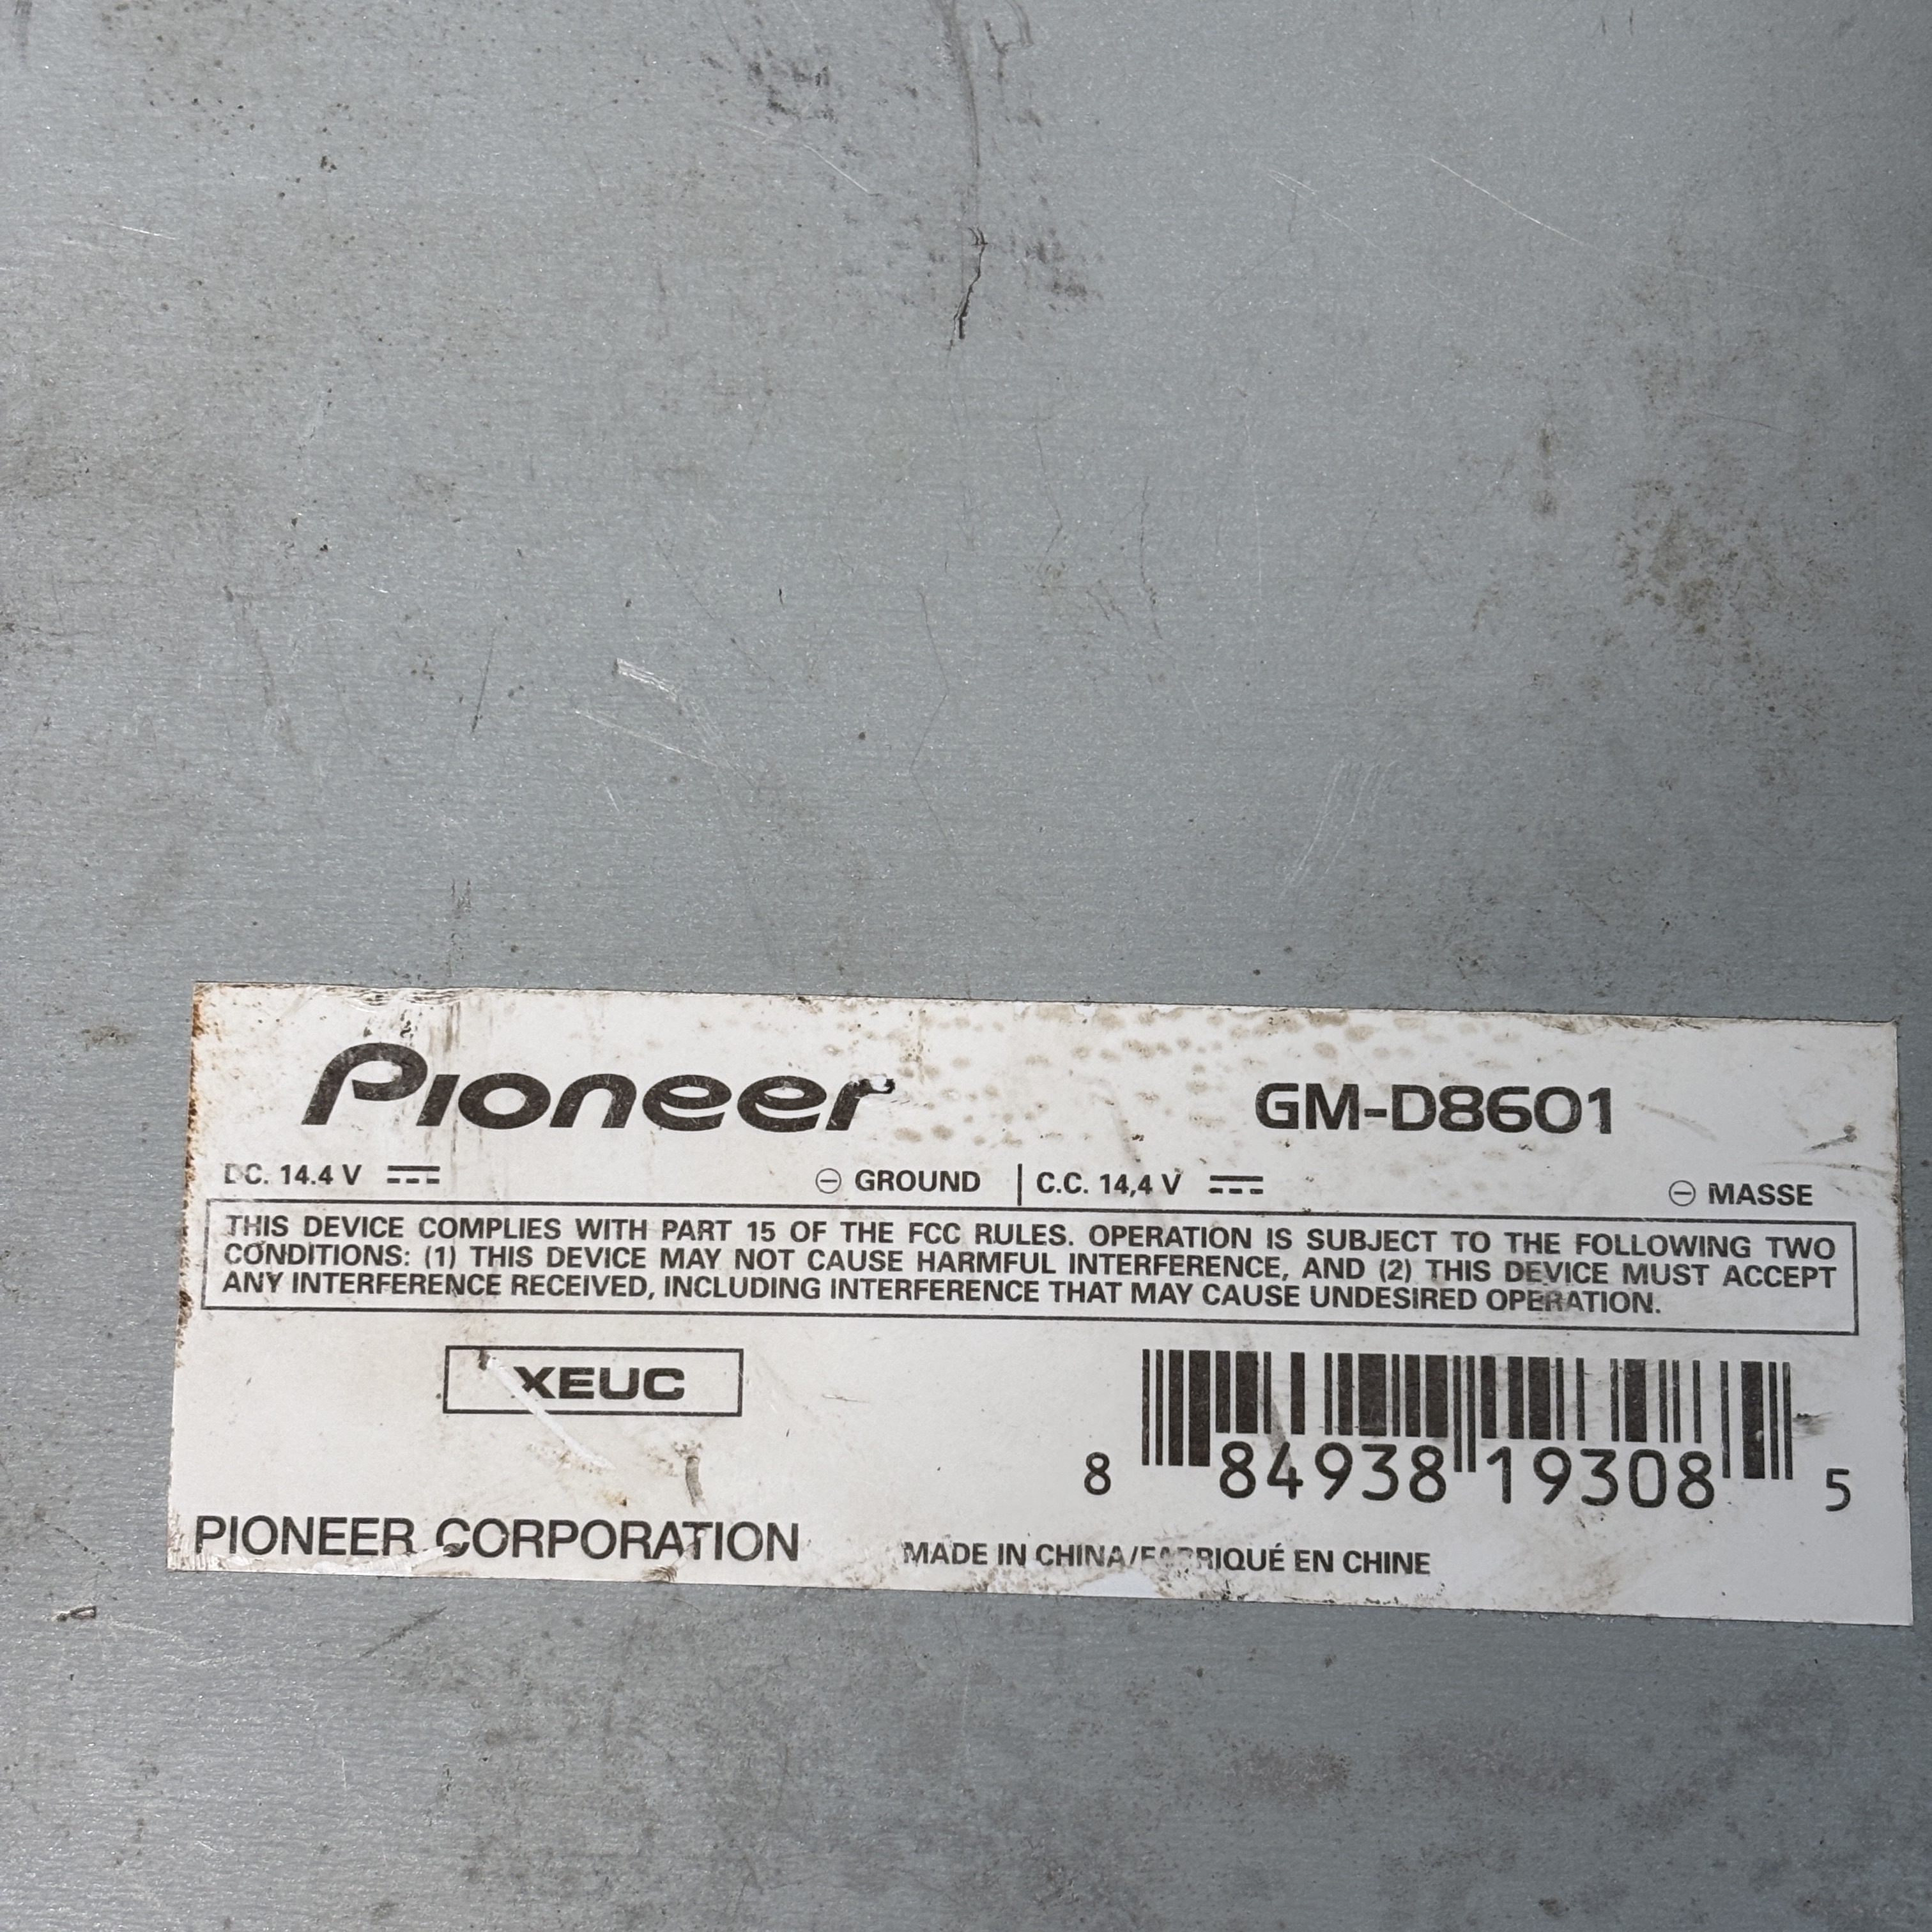 Pioneer GM-D8601
DC. 14.4 V ⎓ ⊖ GROUND | C.C. 14,4 V ⎓ ⊖ MASSE
THIS DEVICE COMPLIES WITH PART 15 OF THE FCC RULES. OPERATION IS SUBJECT TO THE FOLLOWING TWO
CONDITIONS: (1) THIS DEVICE MAY NOT CAUSE HARMFUL INTERFERENCE, AND (2) THIS DEVICE MUST ACCEPT
ANY INTERFERENCE RECEIVED, INCLUDING INTERFERENCE THAT MAY CAUSE UNDESIRED OPERATION.
XEUC
8 84938 19308 5
PIONEER CORPORATION
MADE IN CHINA/FABRIQUÉ EN CHINE